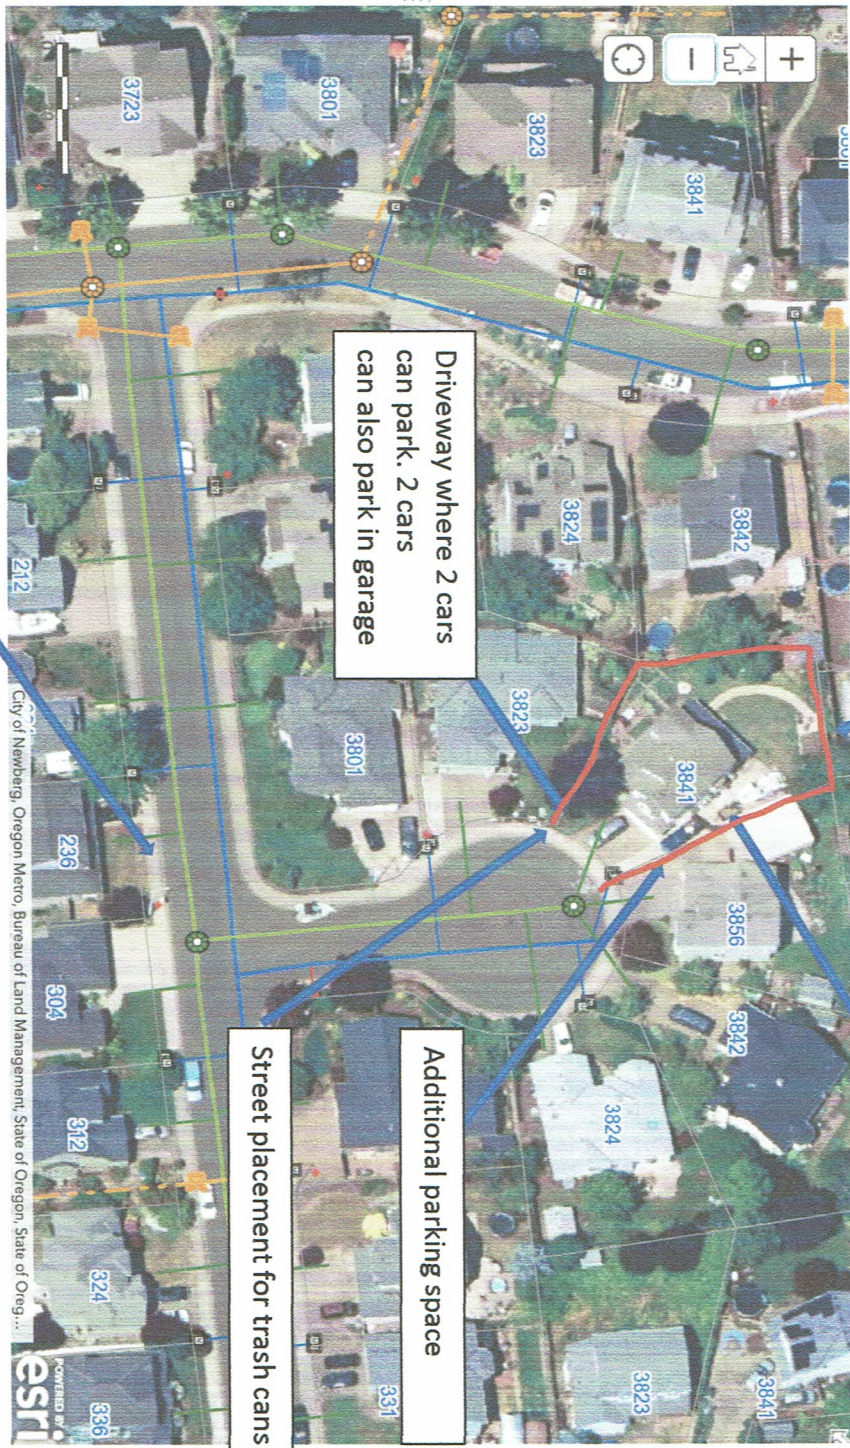 3723
3801
3823
3841
Driveway where 2 cars
can park. 2 cars
can also park in garage
3824
3842
3841
3856
3842
3823
3801
Additional parking space
3824
3823
3841
Street placement for trash cans
331
212
236
304
312
324
336
City of Newberg, Oregon Metro, Bureau of Land Management, State of Oregon, State of Oreg...
POWERED BY
esri